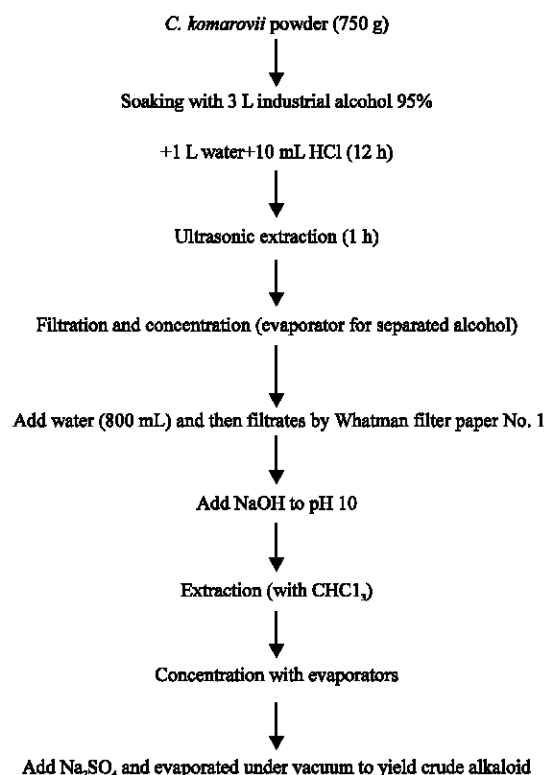 C. komarovii powder (750 g)
Soaking with 3 L industrial alcohol 95%
+1 L water+10 mL HCl (12 h)
Ultrasonic extraction (1 h)
Filtration and concentration (evaporator for separated alcohol)
Add water (800 mL) and then filtrates by Whatman filter paper No. 1
Add NaOH to pH 10
Extraction (with CHC1₃)
Concentration with evaporators
Add Na₂SO₄ and evaporated under vacuum to yield crude alkaloid